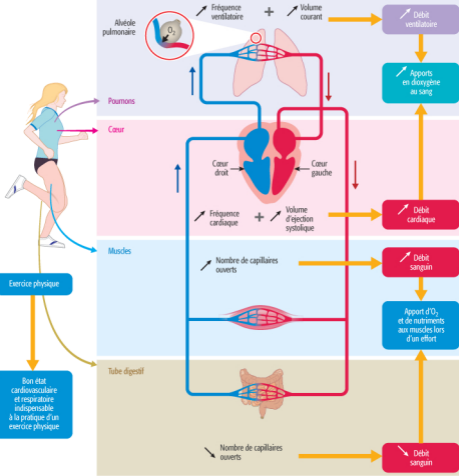 Alvéole
pulmonaire
O₂
Fréquence
ventilatoire
+
Volume
courant
Débit
ventilatoire
Apports
en dioxygène
au sang
Poumons
Cœur
Cœur
droit
Cœur
gauche
Fréquence
cardiaque
+
Volume
d'éjection
systolique
Débit
cardiaque
Muscles
Nombre de capillaires
ouverts
Débit
sanguin
Exercice physique
Apport d'O₂
et de nutriments
aux muscles lors
d'un effort
Tube digestif
Bon état
cardiovasculaire
et respiratoire
indispensable
à la pratique d'un
exercice physique
Nombre de capillaires
ouverts
Débit
sanguin